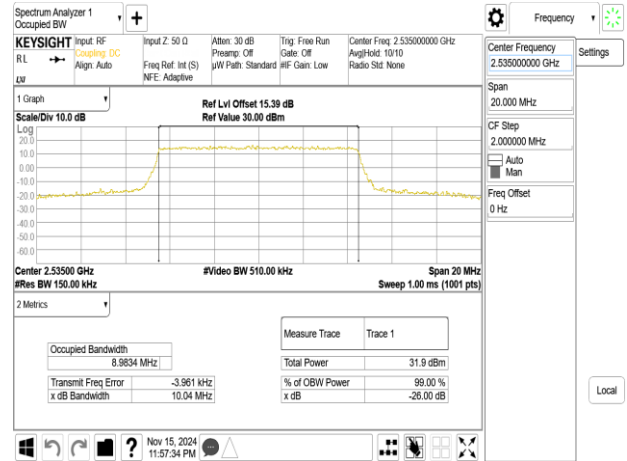 Spectrum Analyzer 1
Occupied BW
+
Frequency
KEYSIGHT
RL
Input: RF
Coupling: DC
Align: Auto
Input Z: 50 Ω
Freq Ref: Int (S)
NFE: Adaptive
Atten: 30 dB
Preamp: Off
µW Path: Standard
Trig: Free Run
Gate: Off
#IF Gain: Low
Center Freq: 2.535000000 GHz
Avg|Hold: 10/10
Radio Std: None
Center Frequency
2.535000000 GHz
Settings
Span
20.000 MHz
CF Step
2.000000 MHz
Auto
Man
Freq Offset
0 Hz
Local
1 Graph
Scale/Div 10.0 dB
Ref Lvl Offset 15.39 dB
Ref Value 30.00 dBm
Log
20.0
10.0
0.00
-10.0
-20.0
-30.0
-40.0
-50.0
-60.0
Center 2.53500 GHz
#Video BW 510.00 kHz
Span 20 MHz
#Res BW 150.00 kHz
Sweep 1.00 ms (1001 pts)
2 Metrics
Measure Trace Trace 1
Occupied Bandwidth
8.9834 MHz
Total Power 31.9 dBm
Transmit Freq Error -3.961 kHz
% of OBW Power 99.00 %
x dB Bandwidth 10.04 MHz
x dB -26.00 dB
?
Nov 15, 2024
11:57:34 PM